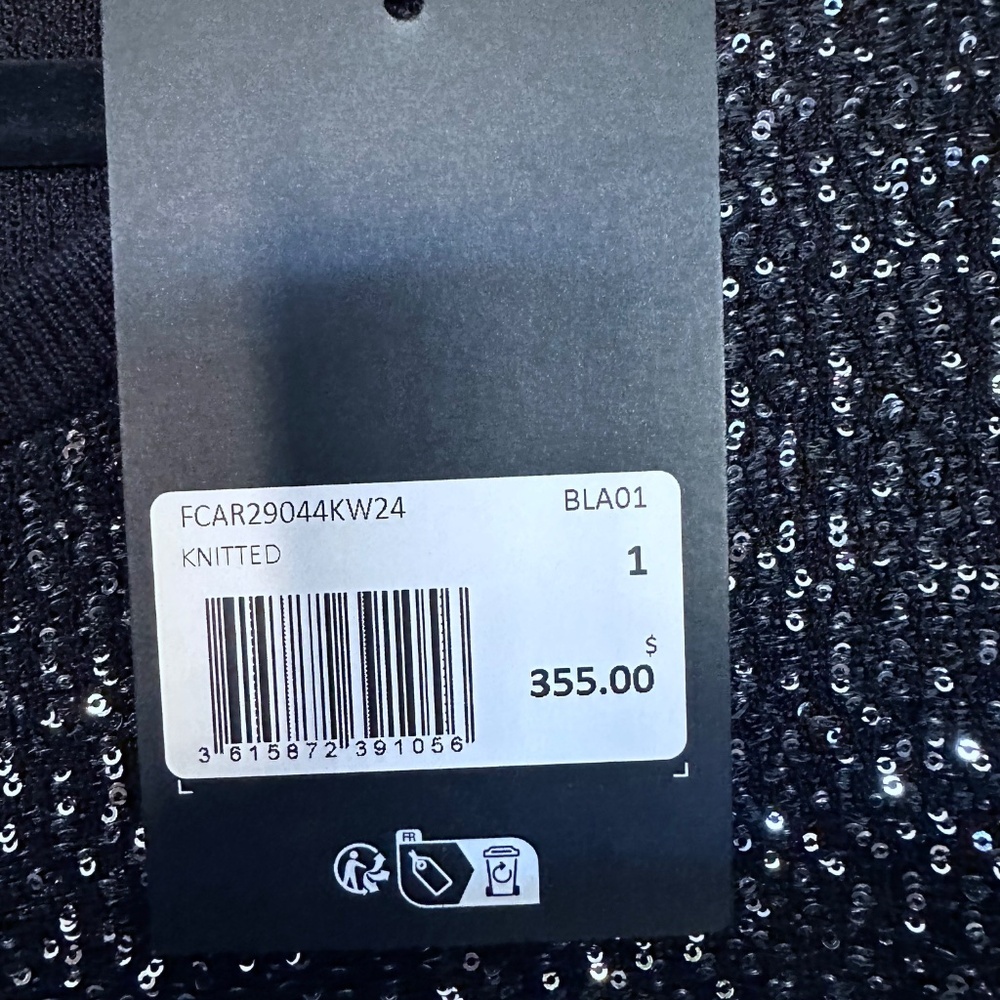 FCAR29044KW24
BLA01
KNITTED
1
$
355.00
3 615872 391056
FR